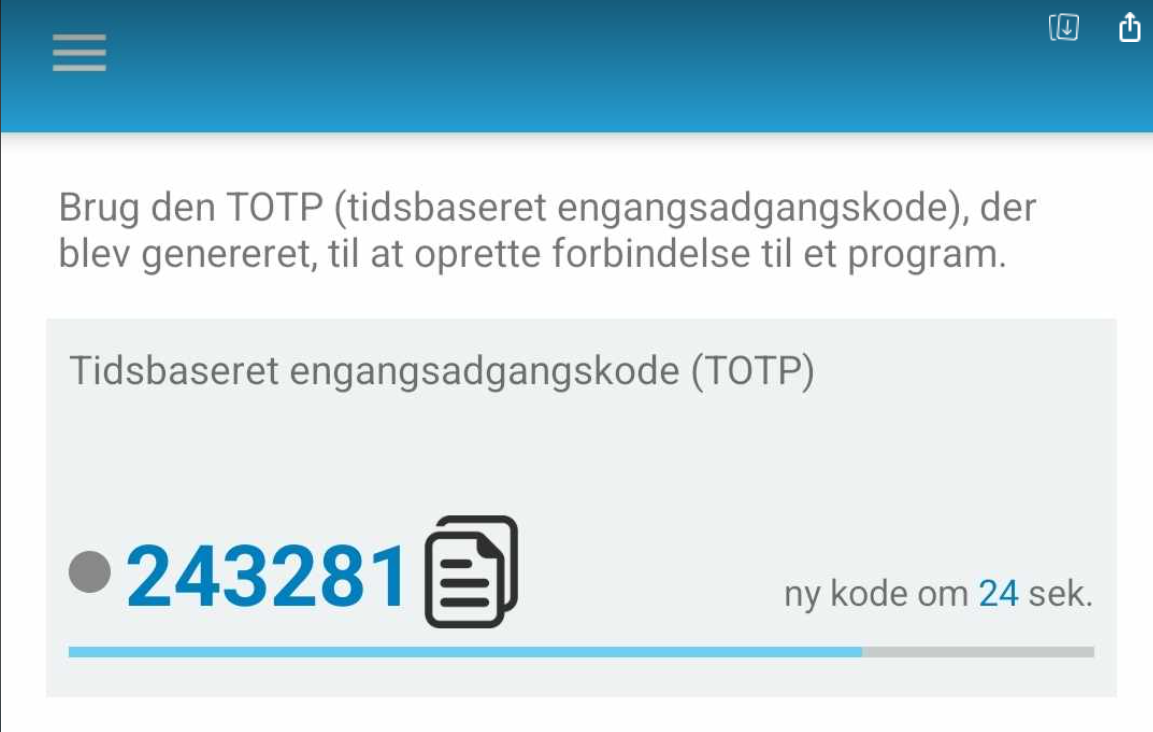 Brug den TOTP (tidsbaseret engangsadgangskode), der
blev genereret, til at oprette forbindelse til et program.
Tidsbaseret engangsadgangskode (TOTP)
243281
ny kode om 24 sek.